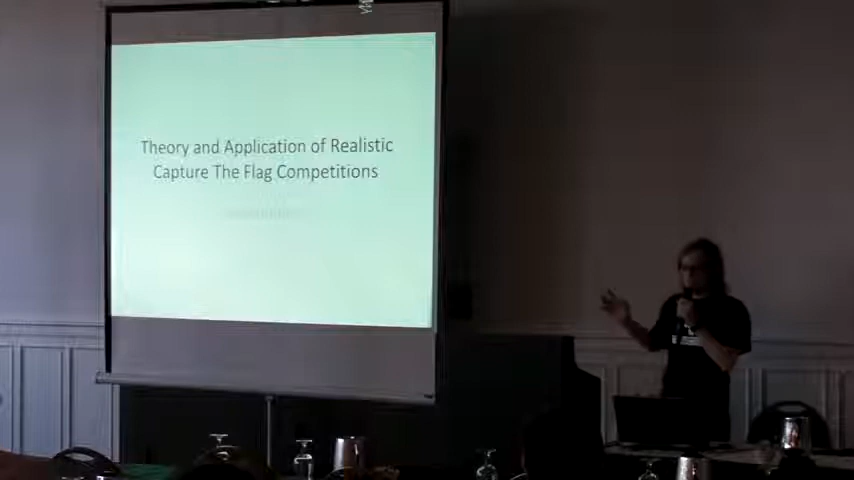 Theory and Application of Realistic
Capture The Flag Competitions